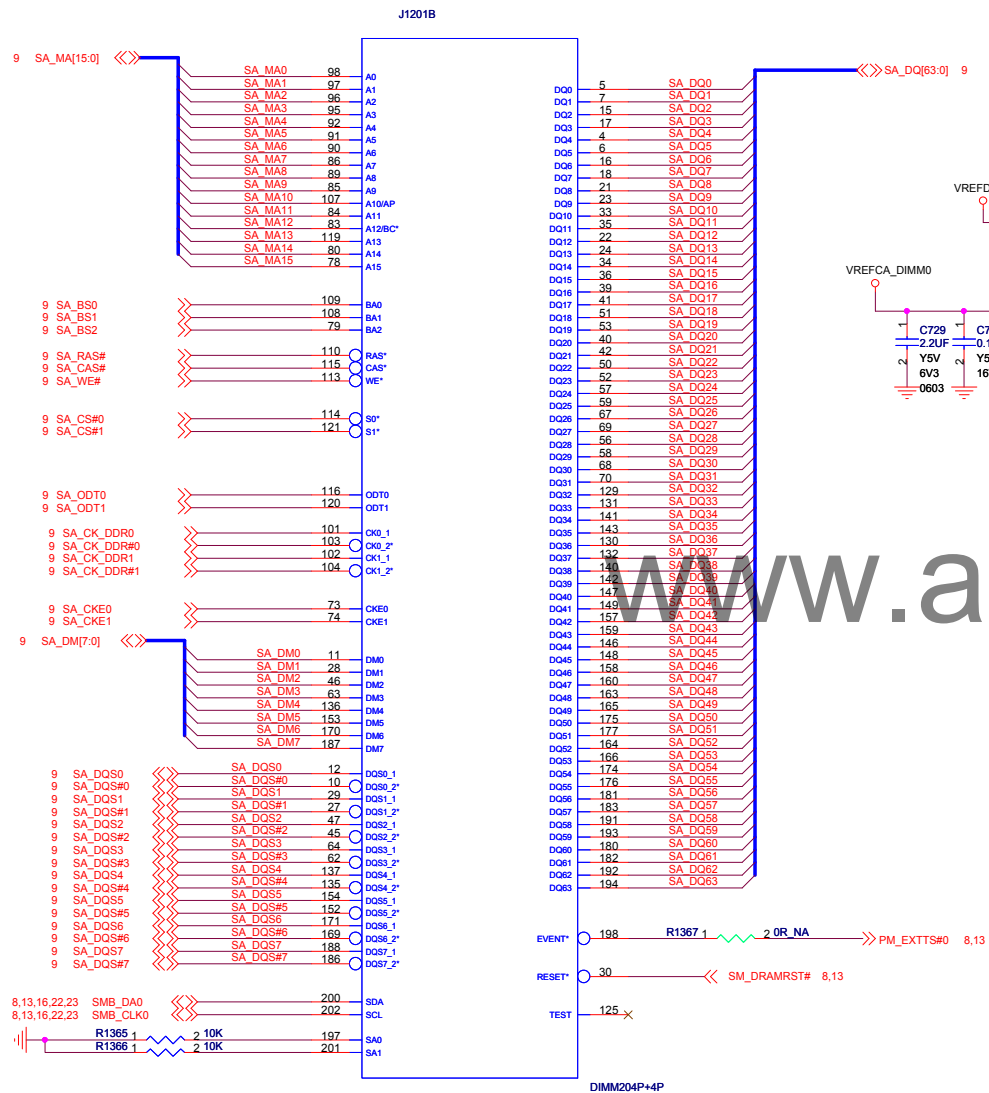 J1201B
9 SA_MA[15:0]
SA_MA0 98 A0
SA_MA1 97 A1
SA_MA2 96 A2
SA_MA3 95 A3
SA_MA4 92 A4
SA_MA5 91 A5
SA_MA6 90 A6
SA_MA7 86 A7
SA_MA8 89 A8
SA_MA9 85 A9
SA_MA10 107 A10/AP
SA_MA11 84 A11
SA_MA12 83 A12/BC*
SA_MA13 119 A13
SA_MA14 80 A14
SA_MA15 78 A15
9 SA_BS0 109 BA0
9 SA_BS1 108 BA1
9 SA_BS2 79 BA2
9 SA_RAS# 110 RAS*
9 SA_CAS# 115 CAS*
9 SA_WE# 113 WE*
9 SA_CS#0 114 S0*
9 SA_CS#1 121 S1*
9 SA_ODT0 116 ODT0
9 SA_ODT1 120 ODT1
9 SA_CK_DDR0 101 CK0_1
9 SA_CK_DDR#0 103 CK0_2*
9 SA_CK_DDR1 102 CK1_1
9 SA_CK_DDR#1 104 CK1_2*
9 SA_CKE0 73 CKE0
9 SA_CKE1 74 CKE1
9 SA_DM[7:0]
SA_DM0 11 DM0
SA_DM1 28 DM1
SA_DM2 46 DM2
SA_DM3 63 DM3
SA_DM4 136 DM4
SA_DM5 153 DM5
SA_DM6 170 DM6
SA_DM7 187 DM7
9 SA_DQS0 SA_DQS0 12 DQS0_1
9 SA_DQS#0 SA_DQS#0 10 DQS0_2*
9 SA_DQS1 SA_DQS1 29 DQS1_1
9 SA_DQS#1 SA_DQS#1 27 DQS1_2*
9 SA_DQS2 SA_DQS2 47 DQS2_1
9 SA_DQS#2 SA_DQS#2 45 DQS2_2*
9 SA_DQS3 SA_DQS3 64 DQS3_1
9 SA_DQS#3 SA_DQS#3 62 DQS3_2*
9 SA_DQS4 SA_DQS4 137 DQS4_1
9 SA_DQS#4 SA_DQS#4 135 DQS4_2*
9 SA_DQS5 SA_DQS5 154 DQS5_1
9 SA_DQS#5 SA_DQS#5 152 DQS5_2*
9 SA_DQS6 SA_DQS6 171 DQS6_1
9 SA_DQS#6 SA_DQS#6 169 DQS6_2*
9 SA_DQS7 SA_DQS7 188 DQS7_1
9 SA_DQS#7 SA_DQS#7 186 DQS7_2*
8,13,16,22,23 SMB_DA0 200 SDA
8,13,16,22,23 SMB_CLK0 202 SCL
R1365 1 2 10K 197 SA0
R1366 1 2 10K 201 SA1
SA_DQ[63:0] 9
DQ0 5 SA_DQ0
DQ1 7 SA_DQ1
DQ2 15 SA_DQ2
DQ3 17 SA_DQ3
DQ4 4 SA_DQ4
DQ5 6 SA_DQ5
DQ6 16 SA_DQ6
DQ7 18 SA_DQ7
DQ8 21 SA_DQ8
DQ9 23 SA_DQ9
DQ10 33 SA_DQ10
DQ11 35 SA_DQ11
DQ12 22 SA_DQ12
DQ13 24 SA_DQ13
DQ14 34 SA_DQ14
DQ15 36 SA_DQ15
DQ16 39 SA_DQ16
DQ17 41 SA_DQ17
DQ18 51 SA_DQ18
DQ19 53 SA_DQ19
DQ20 40 SA_DQ20
DQ21 42 SA_DQ21
DQ22 50 SA_DQ22
DQ23 52 SA_DQ23
DQ24 57 SA_DQ24
DQ25 59 SA_DQ25
DQ26 67 SA_DQ26
DQ27 69 SA_DQ27
DQ28 56 SA_DQ28
DQ29 58 SA_DQ29
DQ30 68 SA_DQ30
DQ31 70 SA_DQ31
DQ32 129 SA_DQ32
DQ33 131 SA_DQ33
DQ34 141 SA_DQ34
DQ35 143 SA_DQ35
DQ36 130 SA_DQ36
DQ37 132 SA_DQ37
DQ38 140 SA_DQ38
DQ39 142 SA_DQ39
DQ40 147 SA_DQ40
DQ41 149 SA_DQ41
DQ42 157 SA_DQ42
DQ43 159 SA_DQ43
DQ44 146 SA_DQ44
DQ45 148 SA_DQ45
DQ46 158 SA_DQ46
DQ47 160 SA_DQ47
DQ48 163 SA_DQ48
DQ49 165 SA_DQ49
DQ50 175 SA_DQ50
DQ51 177 SA_DQ51
DQ52 164 SA_DQ52
DQ53 166 SA_DQ53
DQ54 174 SA_DQ54
DQ55 176 SA_DQ55
DQ56 181 SA_DQ56
DQ57 183 SA_DQ57
DQ58 191 SA_DQ58
DQ59 193 SA_DQ59
DQ60 180 SA_DQ60
DQ61 182 SA_DQ61
DQ62 192 SA_DQ62
DQ63 194 SA_DQ63
EVENT* 198 R1367 1 2 0R_NA PM_EXTTS#0 8,13
RESET* 30 SM_DRAMRST# 8,13
TEST 125
DIMM204P+4P
VREFCA_DIMM0
1 C729
2.2UF
2 Y5V
6V3
0603
1
2
www.a